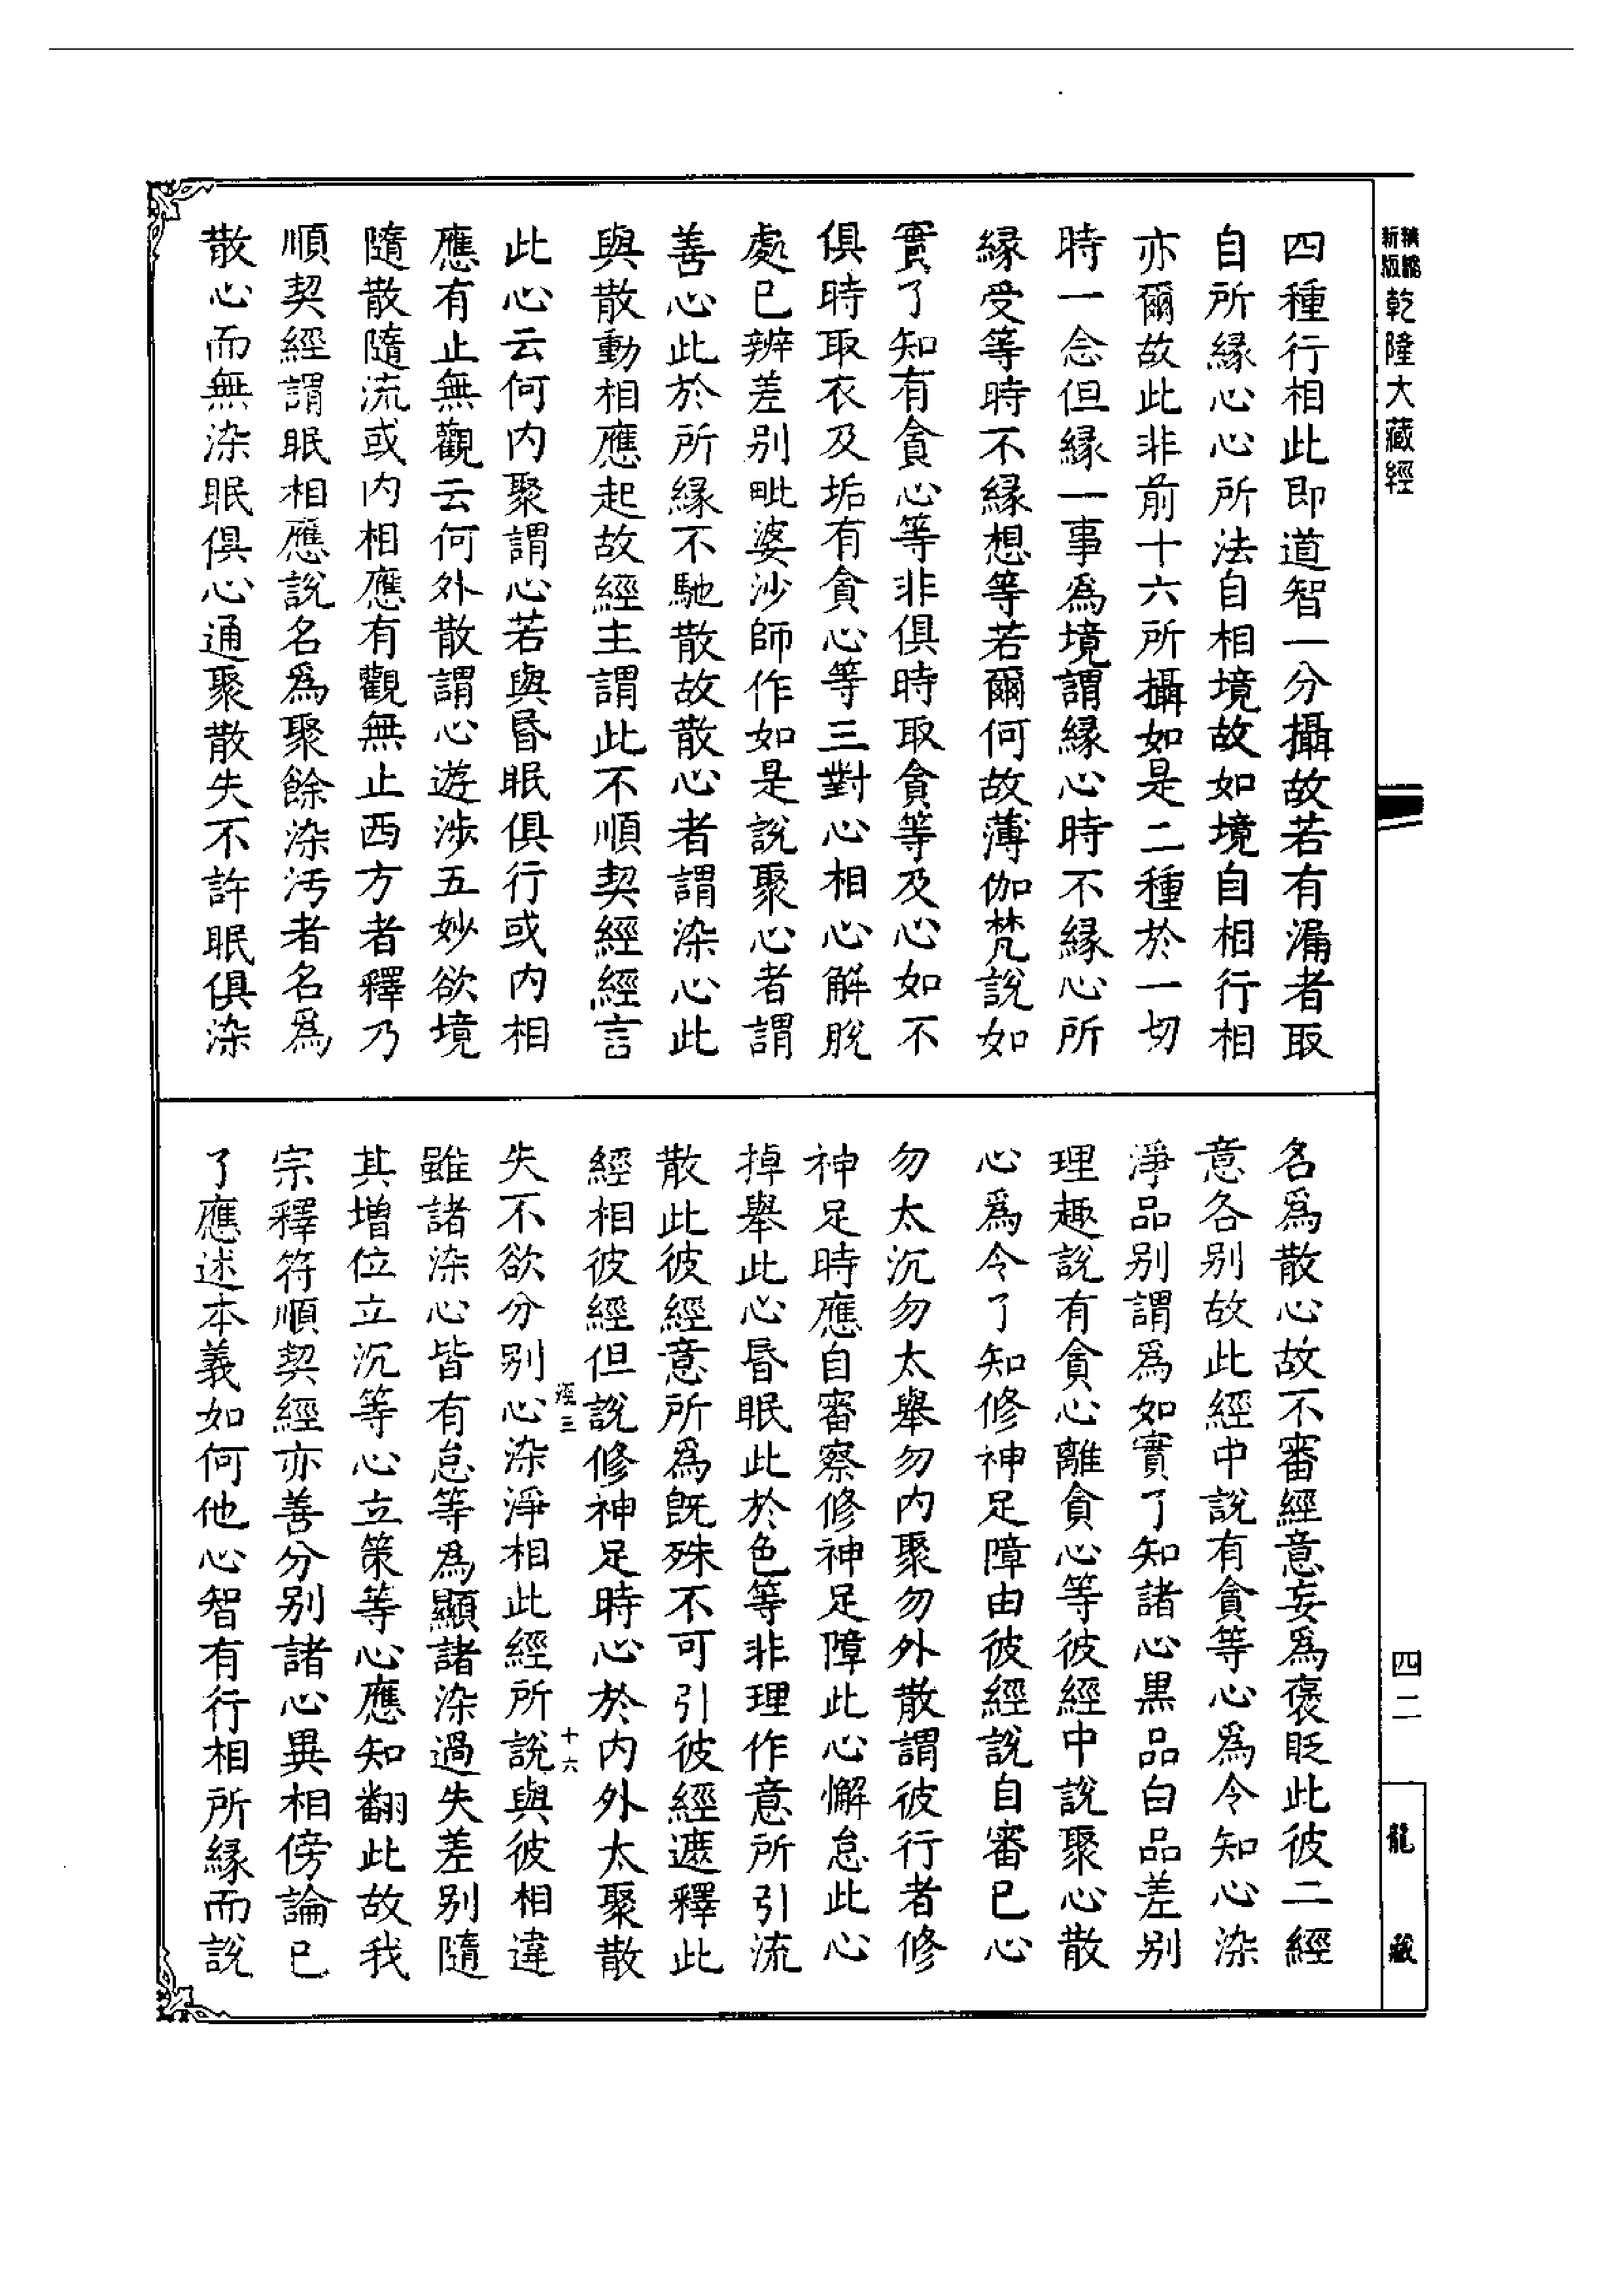 新版精縮乾隆大藏經
四種行相此即道智一分攝故若有漏者取
自所緣心心所法自相境故如境自相行相
亦爾故此非前十六所攝如是二種於一切
時一念但緣一事爲境謂緣心時不緣心所
緣受等時不緣想等若爾何故薄伽梵說如
實了知有貪心等非俱時取貪等及心如不
俱時取衣及垢有貪心等三對心相心解脫
處已辨差別毗婆沙師作如是說聚心者謂
善心此於所緣不馳散故散心者謂染心此
與散動相應起故經主謂此不順契經經言
此心云何內聚謂心若與昏眠俱行或內相
應有止無觀云何外散謂心遊涉五妙欲境
隨散隨流或內相應有觀無止西方者釋乃
順契經謂眠相應說名爲聚餘染汚者名爲
散心而無染眠俱心通聚散失不許眠俱染
名爲散心故不審經意妄爲褒貶此彼二經
意各別故此經中說有貪等心爲令知心染
淨品別謂爲如實了知諸心黑品白品差別
理趣說有貪心離貪心等彼經中說聚心散
心爲令了知修神足障由彼經說自審已心
勿太沉勿太舉勿內聚勿外散謂彼行者修
神足時應自審察修神足障此心懈怠此心
掉舉此心昏眠此於色等非理作意所引流
散此彼經意所爲既殊不可引彼經遮釋此
經相彼經但說修神足時心於內外太聚散
失不欲分別心染淨相此經所說與彼相違
雖諸染心皆有怠等爲顯諸染過失差別隨
其增位立沉等心立策等心應知翻此故我
宗釋符順契經亦善分別諸心異相傍論已
了應述本義如何他心智有行相所緣而說
三
十六
四二
龍藏